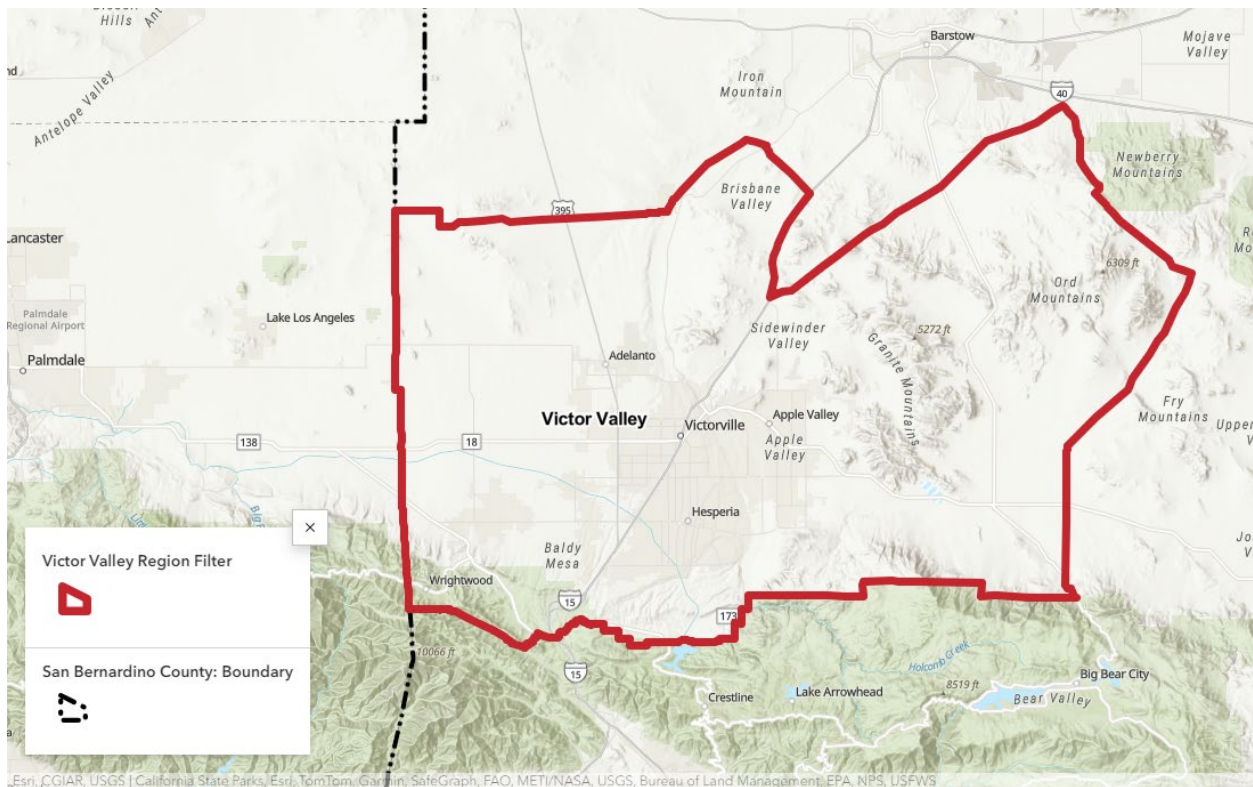 Hills
Antelope Valley
Barstow
Mojave
Valley
Iron
Mountain
40
Newberry
Mountains
Brisbane
Valley
395
Lancaster
6309 ft
Ord
Mountains
Palmdale
Regional Airport
Lake Los Angeles
Sidewinder
Valley
5272 ft
Granite Mountains
Palmdale
Adelanto
Victor Valley
Victorville
Apple Valley
Apple
Valley
Fry
Mountains
138
18
Hesperia
Baldy
Mesa
Wrightwood
15
173
10066 ft
15
Holcomb Creek
Crestline
Lake Arrowhead
8519 ft
Big Bear City
Bear Valley
×
Victor Valley Region Filter
San Bernardino County: Boundary
Esri, CGIAR, USGS | California State Parks, Esri, TomTom, Garmin, SafeGraph, FAO, METI/NASA, USGS, Bureau of Land Management, EPA, NPS, USFWS